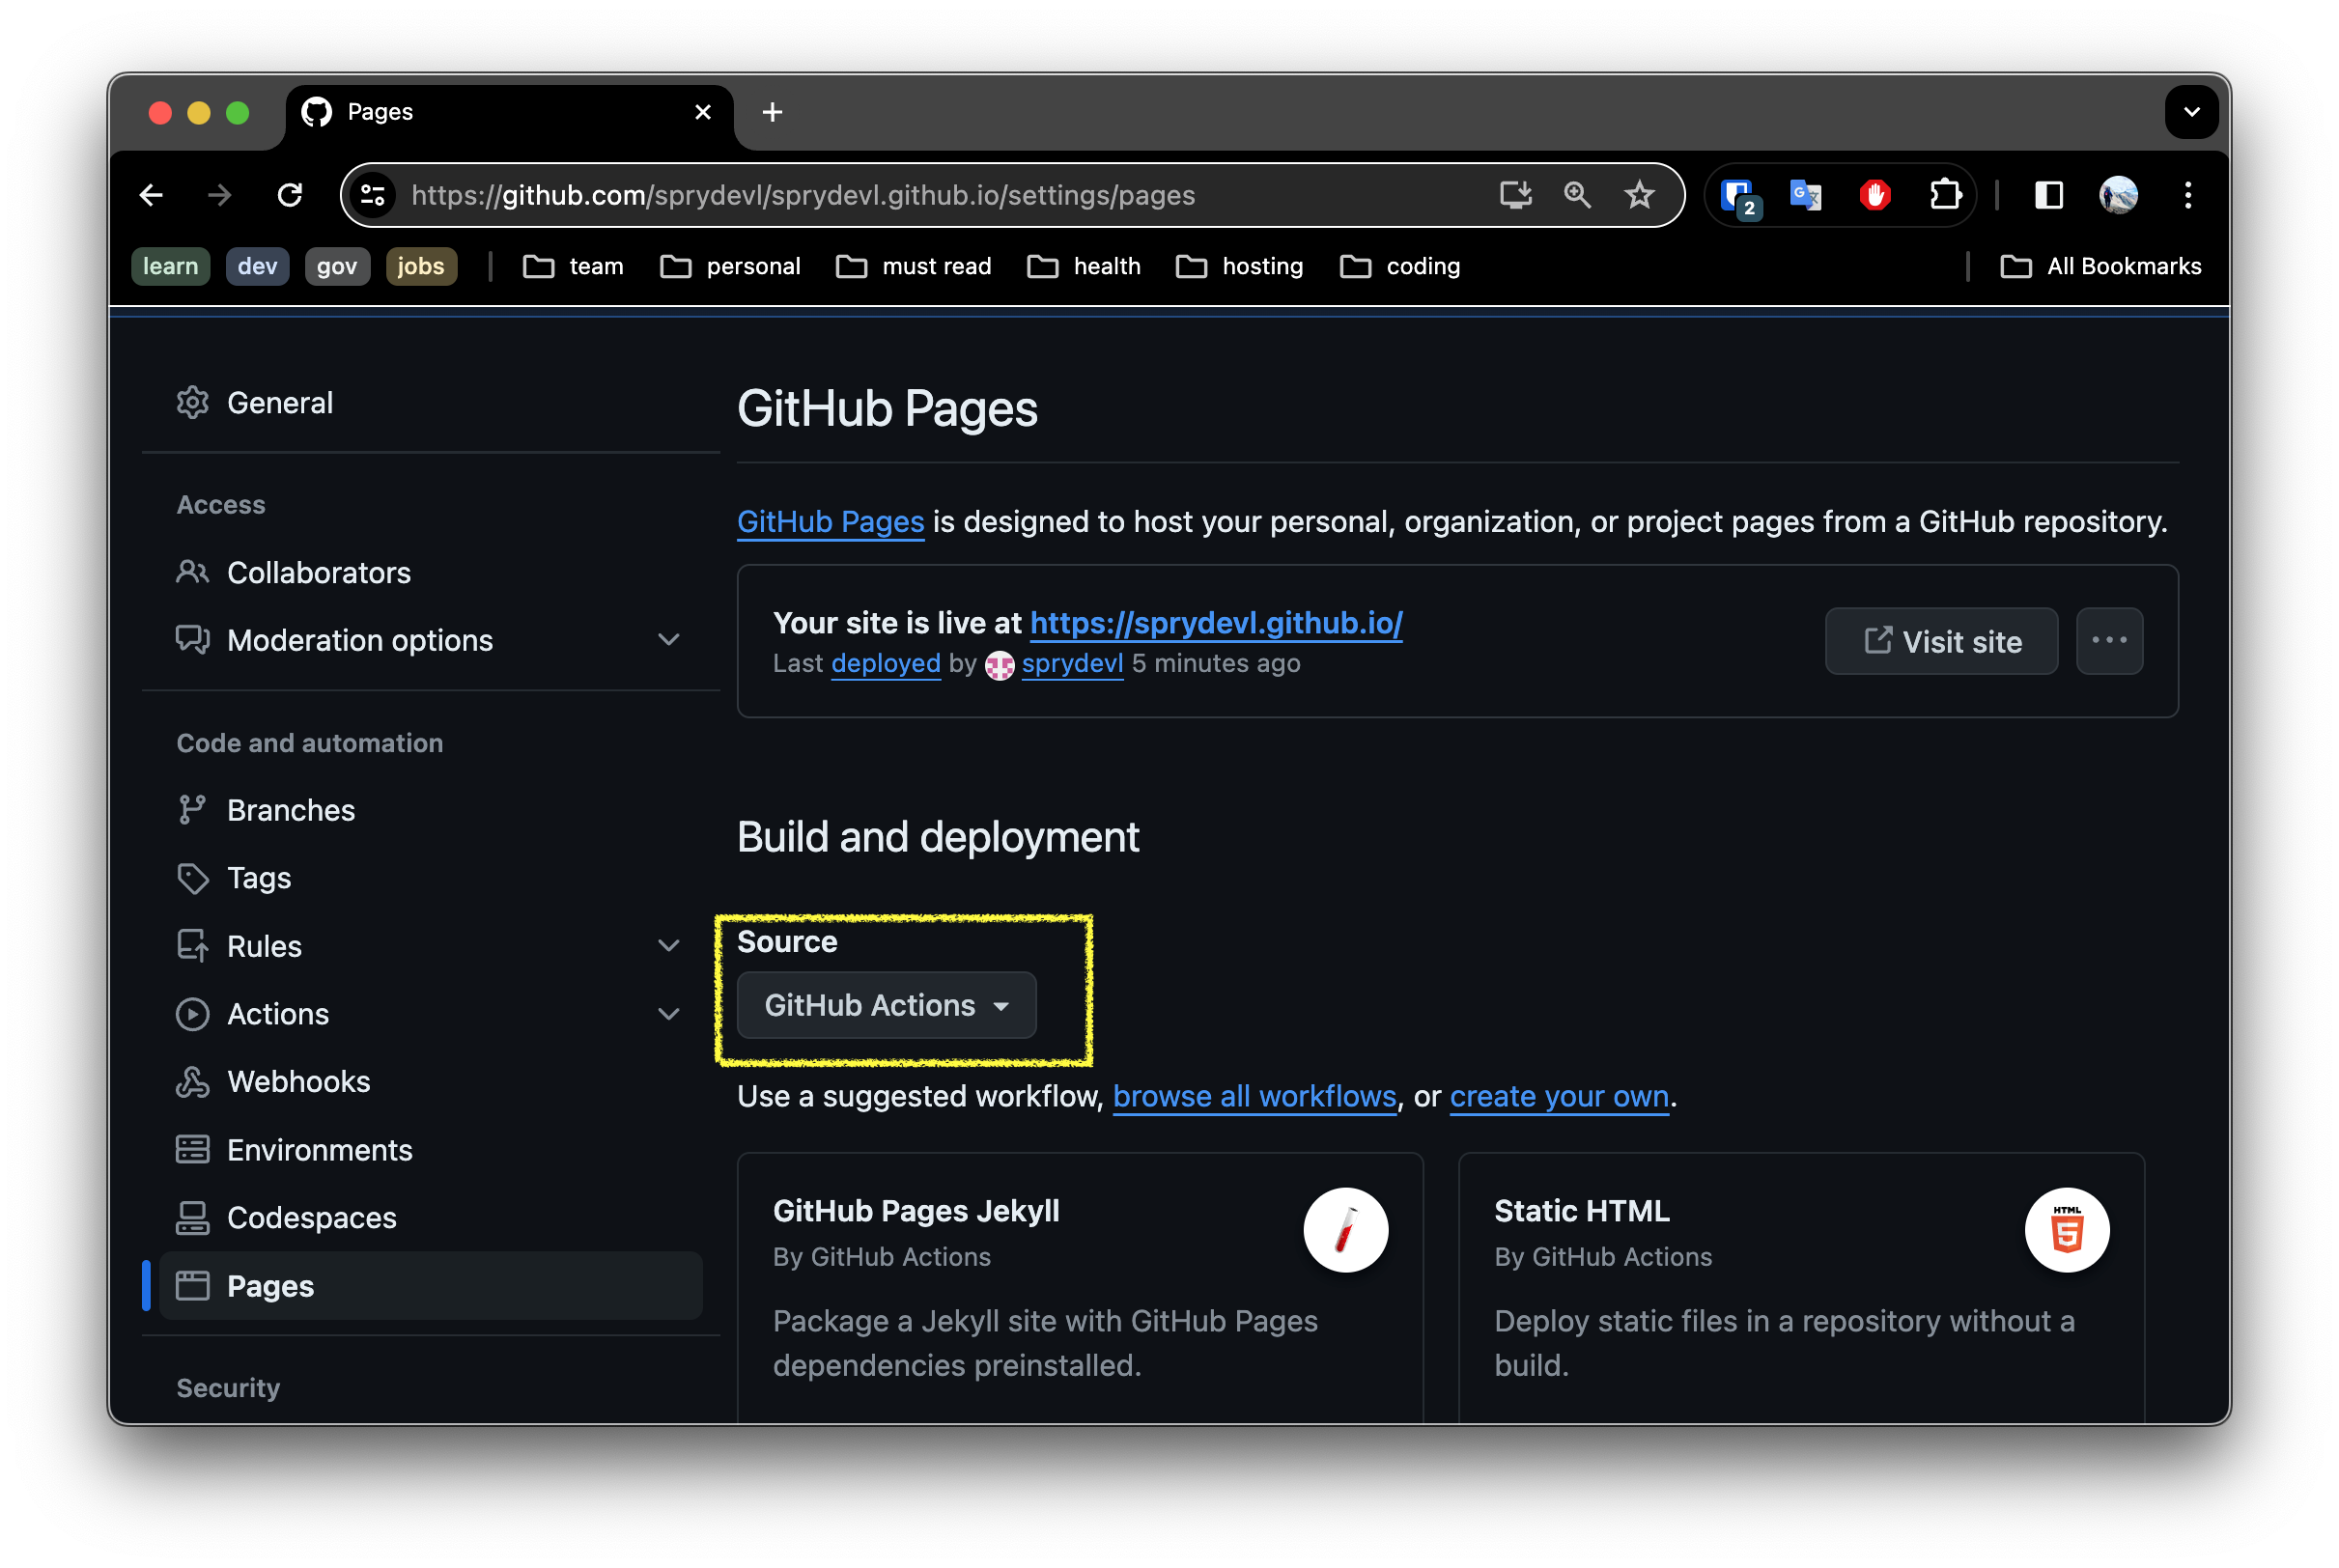 Pages
https://github.com/sprydevl/sprydevl.github.io/settings/pages
2
learn dev gov jobs team personal must read health hosting coding All Bookmarks
General
Access
Collaborators
Moderation options
Code and automation
Branches
Tags
Rules
Actions
Webhooks
Environments
Codespaces
Pages
Security
GitHub Pages
GitHub Pages is designed to host your personal, organization, or project pages from a GitHub repository.
Your site is live at https://sprydevl.github.io/
Last deployed by sprydevl 5 minutes ago
Visit site
Build and deployment
Source
GitHub Actions
Use a suggested workflow, browse all workflows, or create your own.
GitHub Pages Jekyll
By GitHub Actions
Package a Jekyll site with GitHub Pages
dependencies preinstalled.
Static HTML
By GitHub Actions
HTML
5
Deploy static files in a repository without a
build.